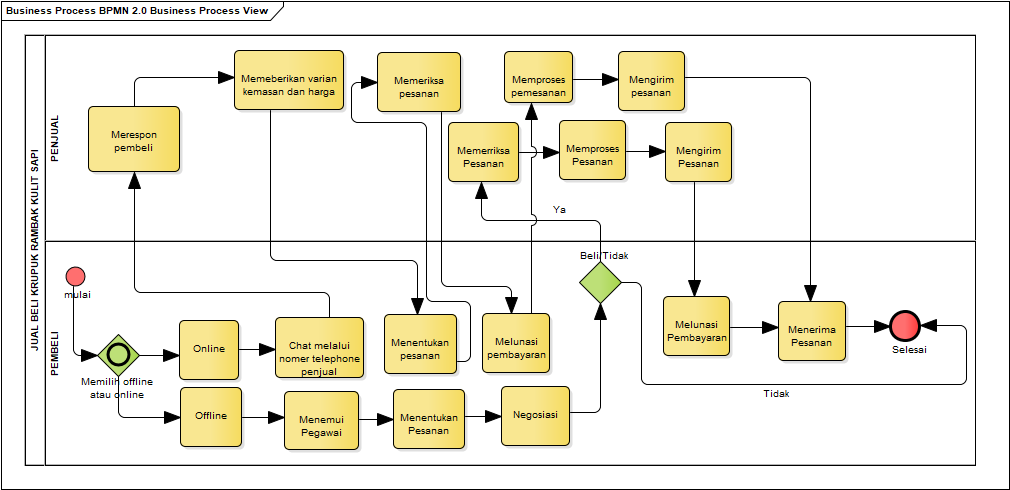 Business Process BPMN 2.0 Business Process View
JUAL BELI KRUPUK RAMBAK KULIT SAPI
PENJUAL
Merespon
pembeli
Memeberikan varian
kemasan dan harga
Memeriksa
pesanan
Memproses
pemesanan
Mengirim
pesanan
Memerriksa
Pesanan
Memproses
Pesanan
Mengirim
Pesanan
Ya
PEMBELI
mulai
Memilih offline
atau online
Online
Chat melalui
nomer telephone
penjual
Menentukan
pesanan
Melunasi
pembayaran
Beli/Tidak
Melunasi
Pembayaran
Menerima
Pesanan
Selesai
Tidak
Offline
Menemui
Pegawai
Menentukan
Pesanan
Negosiasi